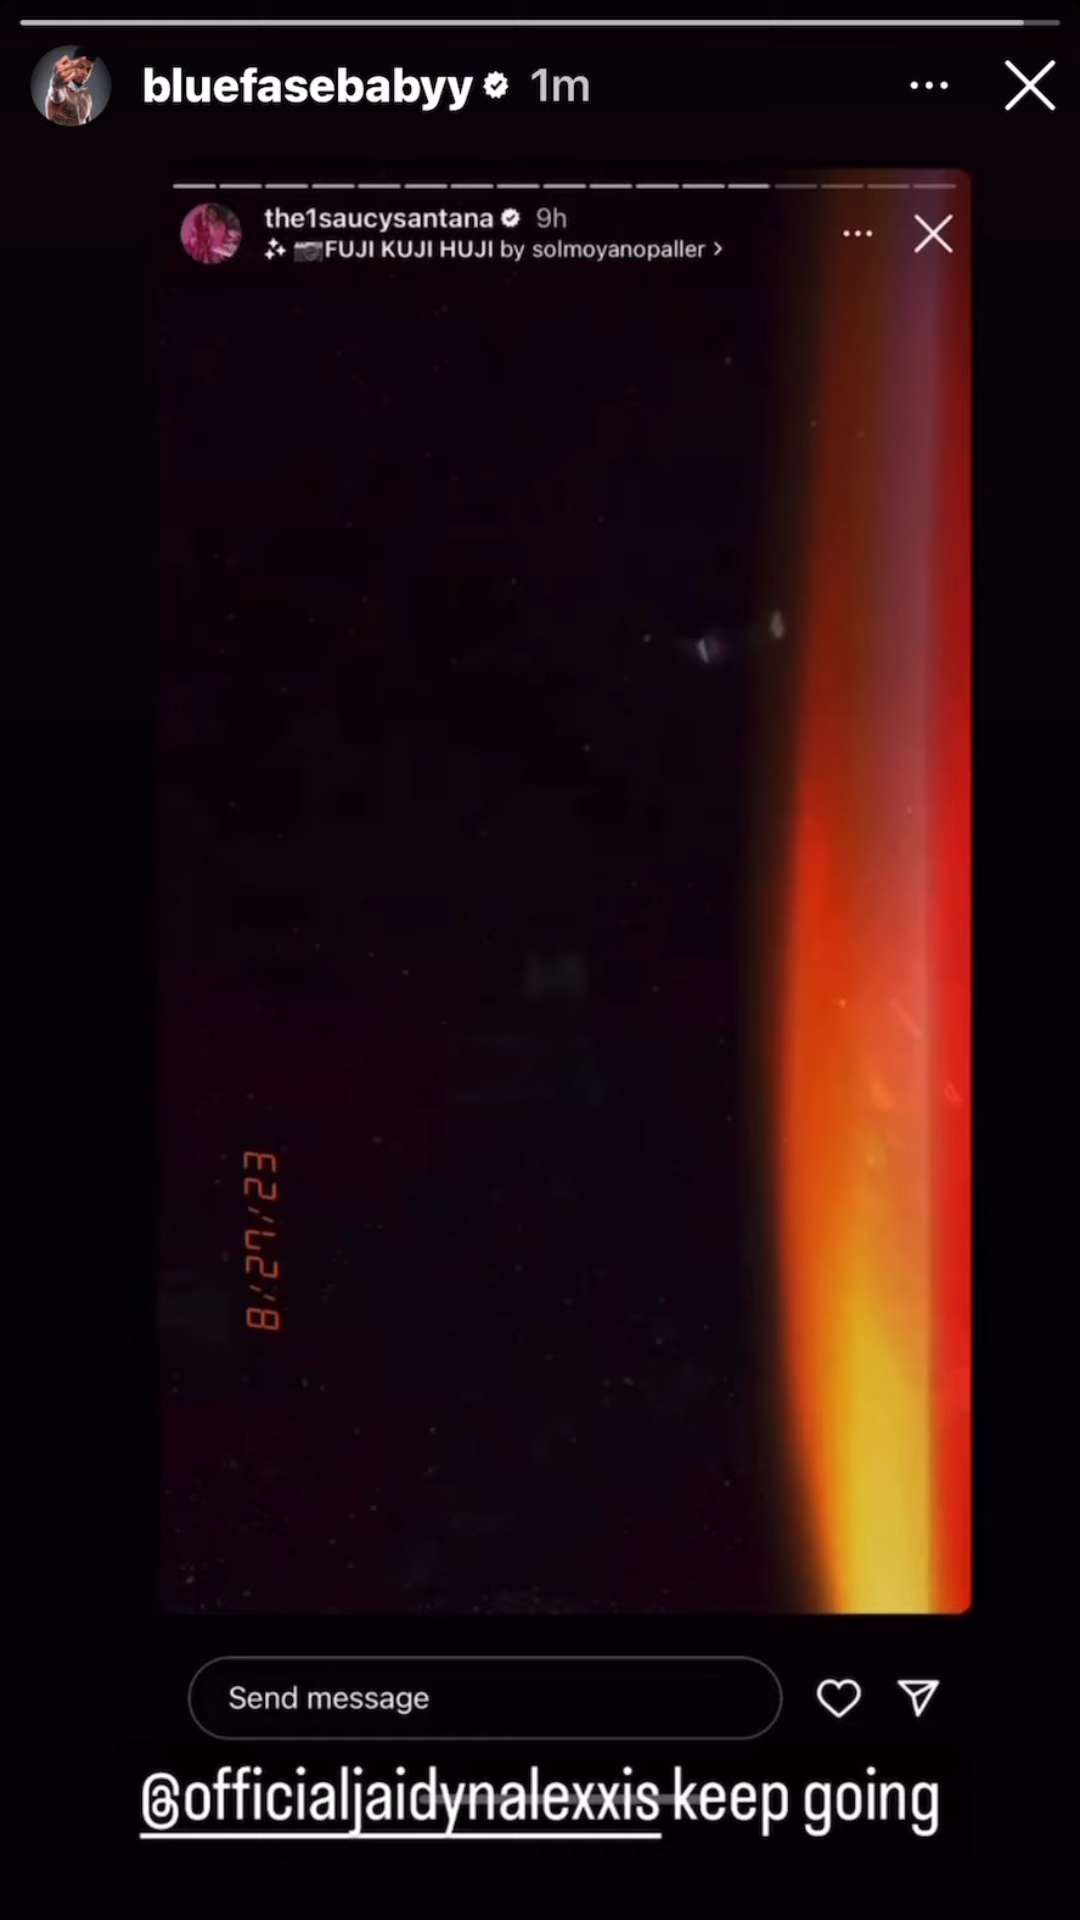 bluefasebabyy 1m
the1saucysantana 9h
FUJI KUJI HUJI by solmoyanopaller >
8/27/23
Send message
@officialjaidynalexxis keep going